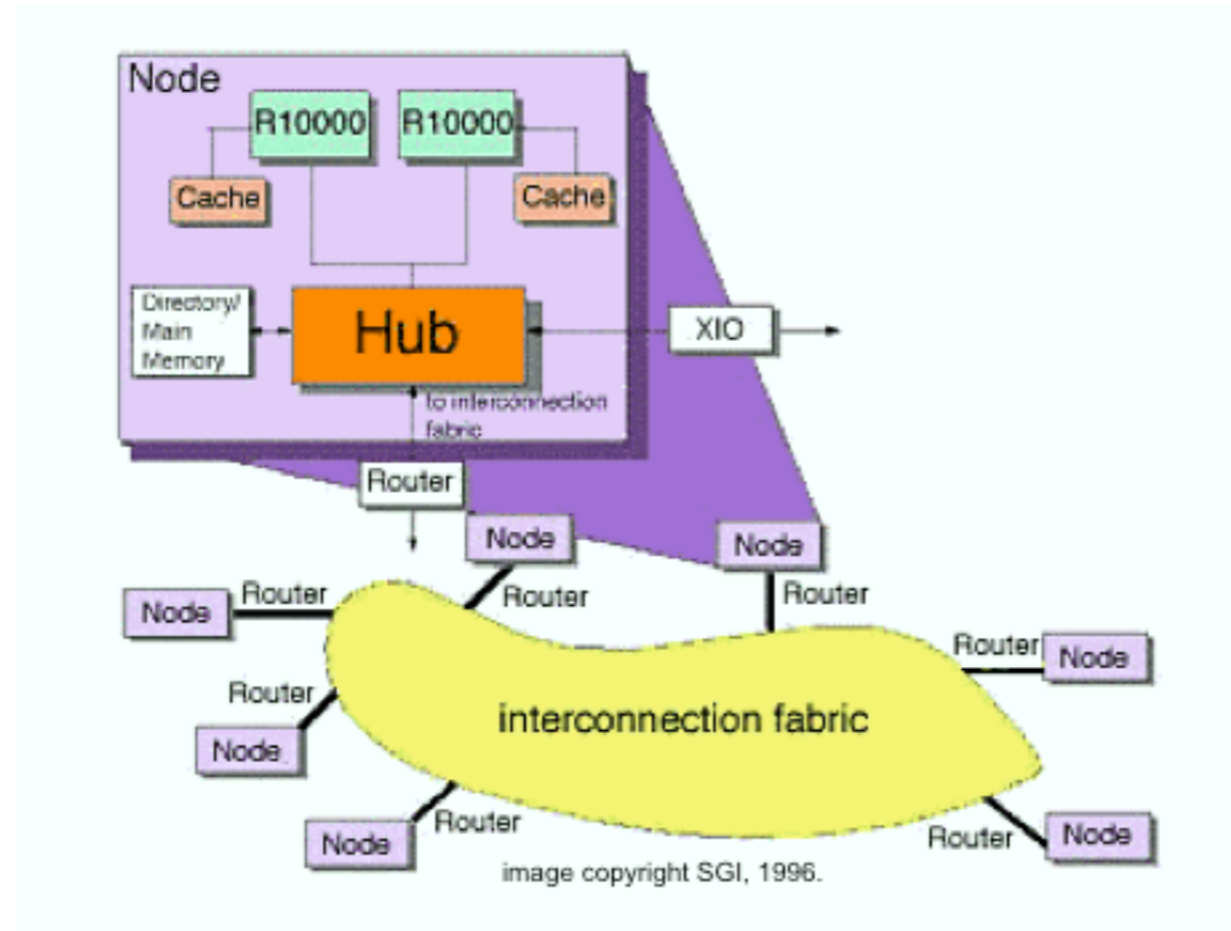 Node
R10000
R10000
Cache
Cache
Directory/
Main
Memory
Hub
XIO
to interconnection
fabric
Router
Node
Node
Router
Router
Router
Node
Router
Node
Router
interconnection fabric
Node
Router
Node
Router
Node
image copyright SGI, 1996.